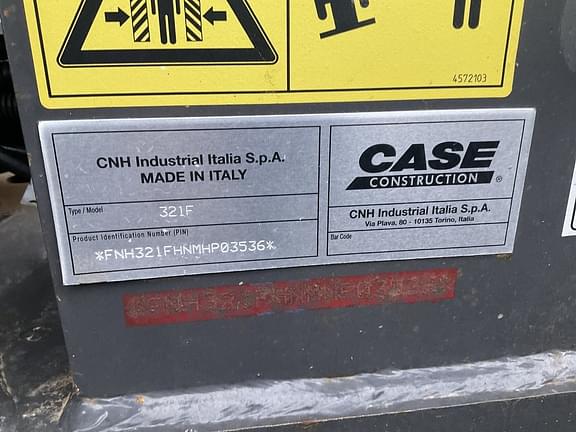 4572103
CNH Industrial Italia S.p.A.
MADE IN ITALY
Type / Model
321F
Product Identification Number (PIN)
*FNH321FHNMHP03536*
CASE
CONSTRUCTION
®
CNH Industrial Italia S.p.A.
Via Plava, 80 - 10135 Torino, Italia
Bar Code